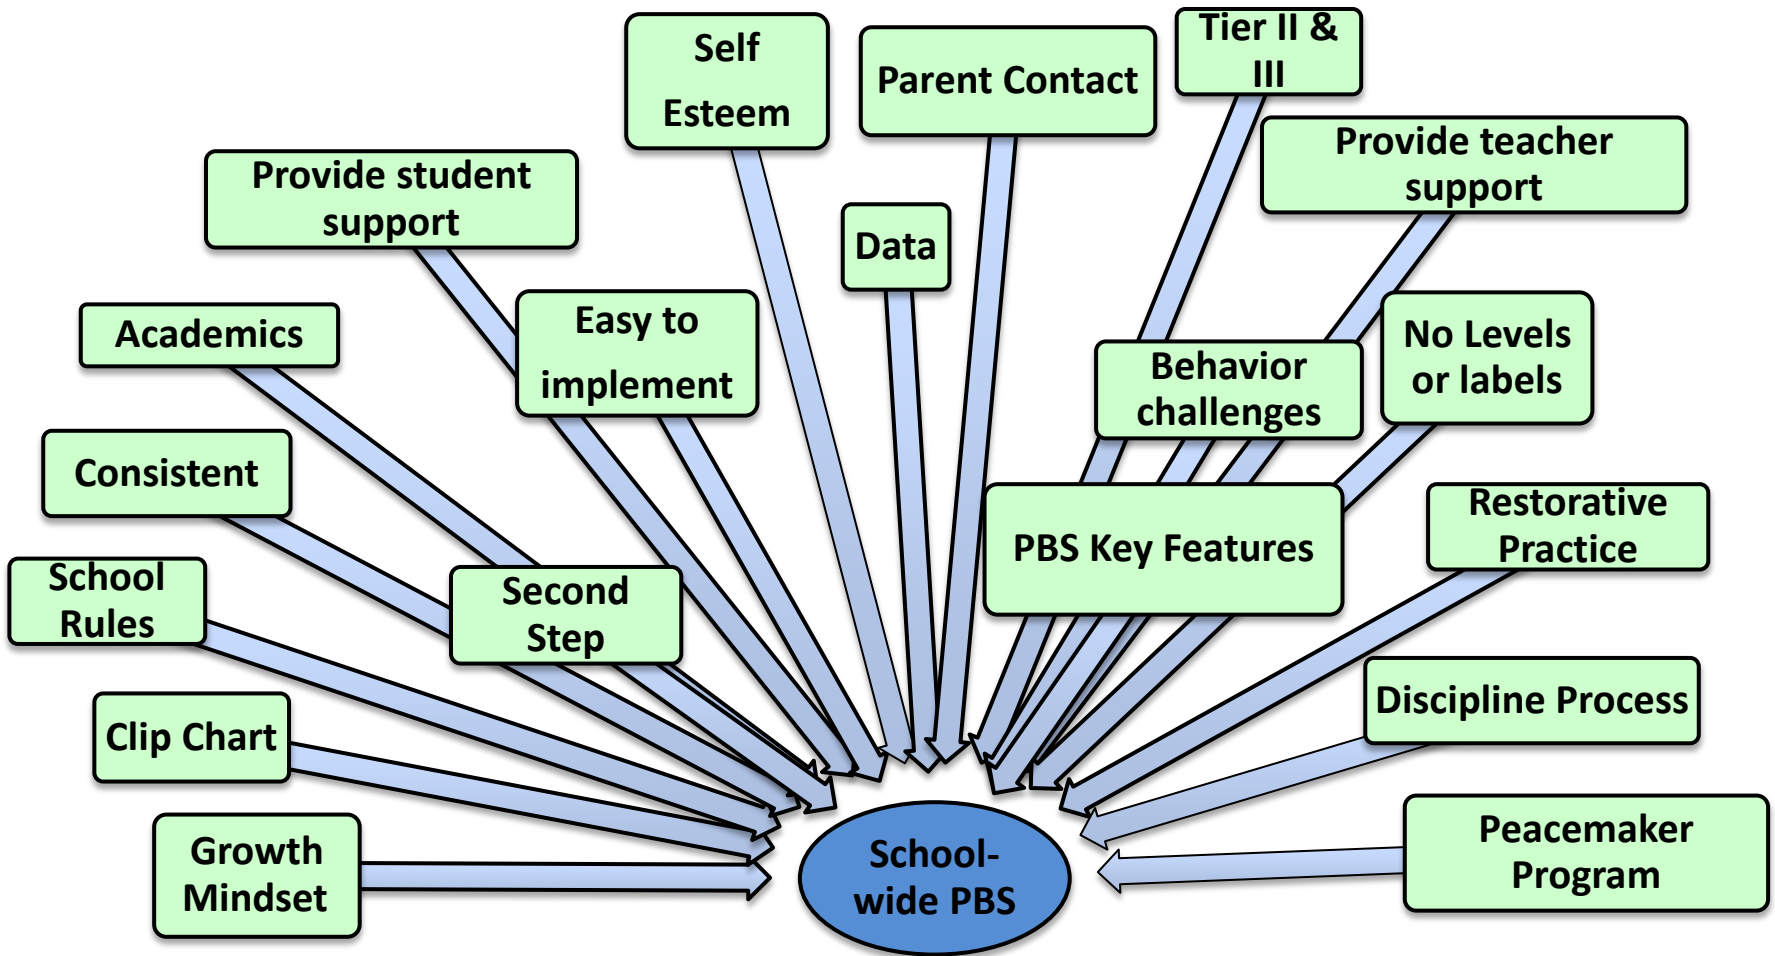 Self
Esteem
Parent Contact
Tier II &
III
Provide teacher
support
Provide student
support
Data
Easy to
implement
Academics
Behavior
challenges
No Levels
or labels
Consistent
PBS Key Features
Restorative
Practice
School
Rules
Second
Step
Discipline Process
Clip Chart
Growth
Mindset
School-
wide PBS
Peacemaker
Program